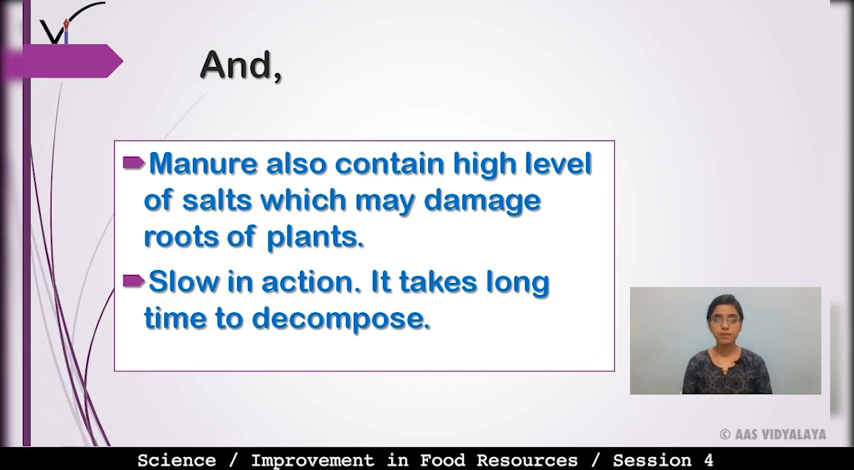 And,
Manure also contain high level
of salts which may damage
roots of plants.
Slow in action. It takes long
time to decompose.
© AAS VIDYALAYA
Science / Improvement in Food Resources / Session 4